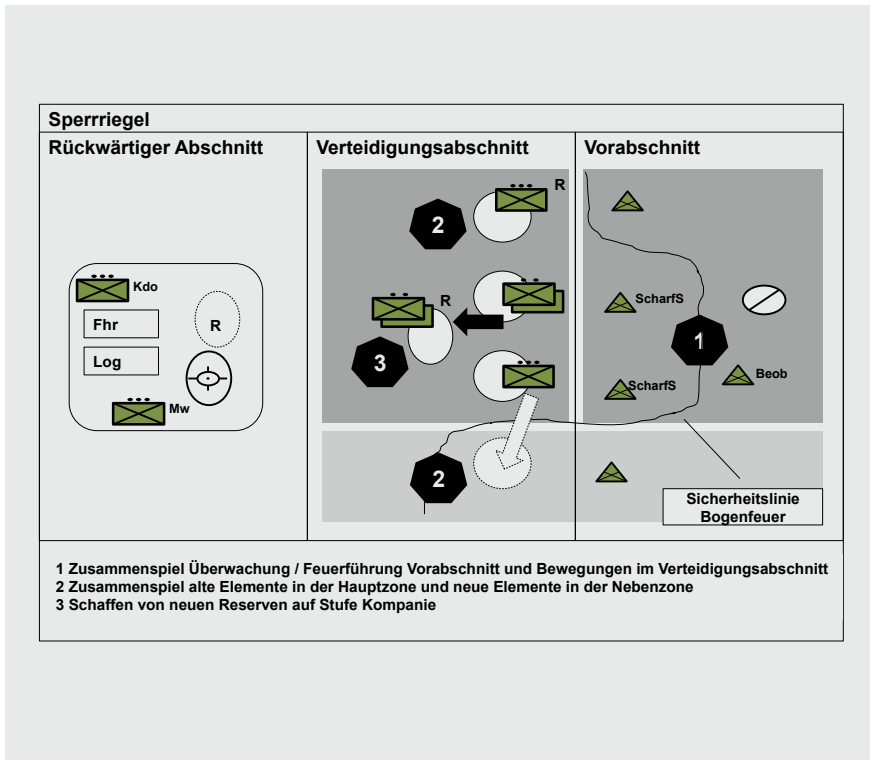 Sperrriegel
Rückwärtiger Abschnitt
Verteidigungsabschnitt
Vorabschnitt
Kdo
Fhr
Log
R
Mw
R
2
R
3
2
ScharfS
1
ScharfS
Beob
Sicherheitslinie
Bogenfeuer
1 Zusammenspiel Überwachung / Feuerführung Vorabschnitt und Bewegungen im Verteidigungsabschnitt
2 Zusammenspiel alte Elemente in der Hauptzone und neue Elemente in der Nebenzone
3 Schaffen von neuen Reserven auf Stufe Kompanie